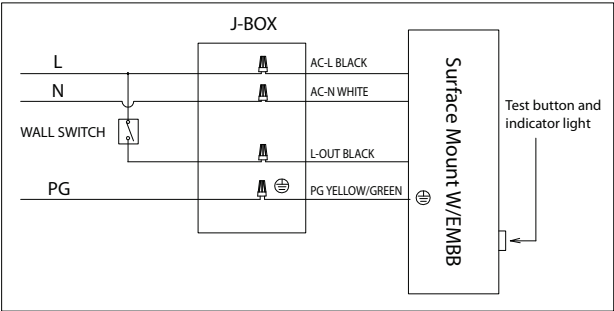 J-BOX
L
AC-L BLACK
N
AC-N WHITE
WALL SWITCH
L-OUT BLACK
PG
PG YELLOW/GREEN
Surface Mount W/EMBB
Test button and
indicator light